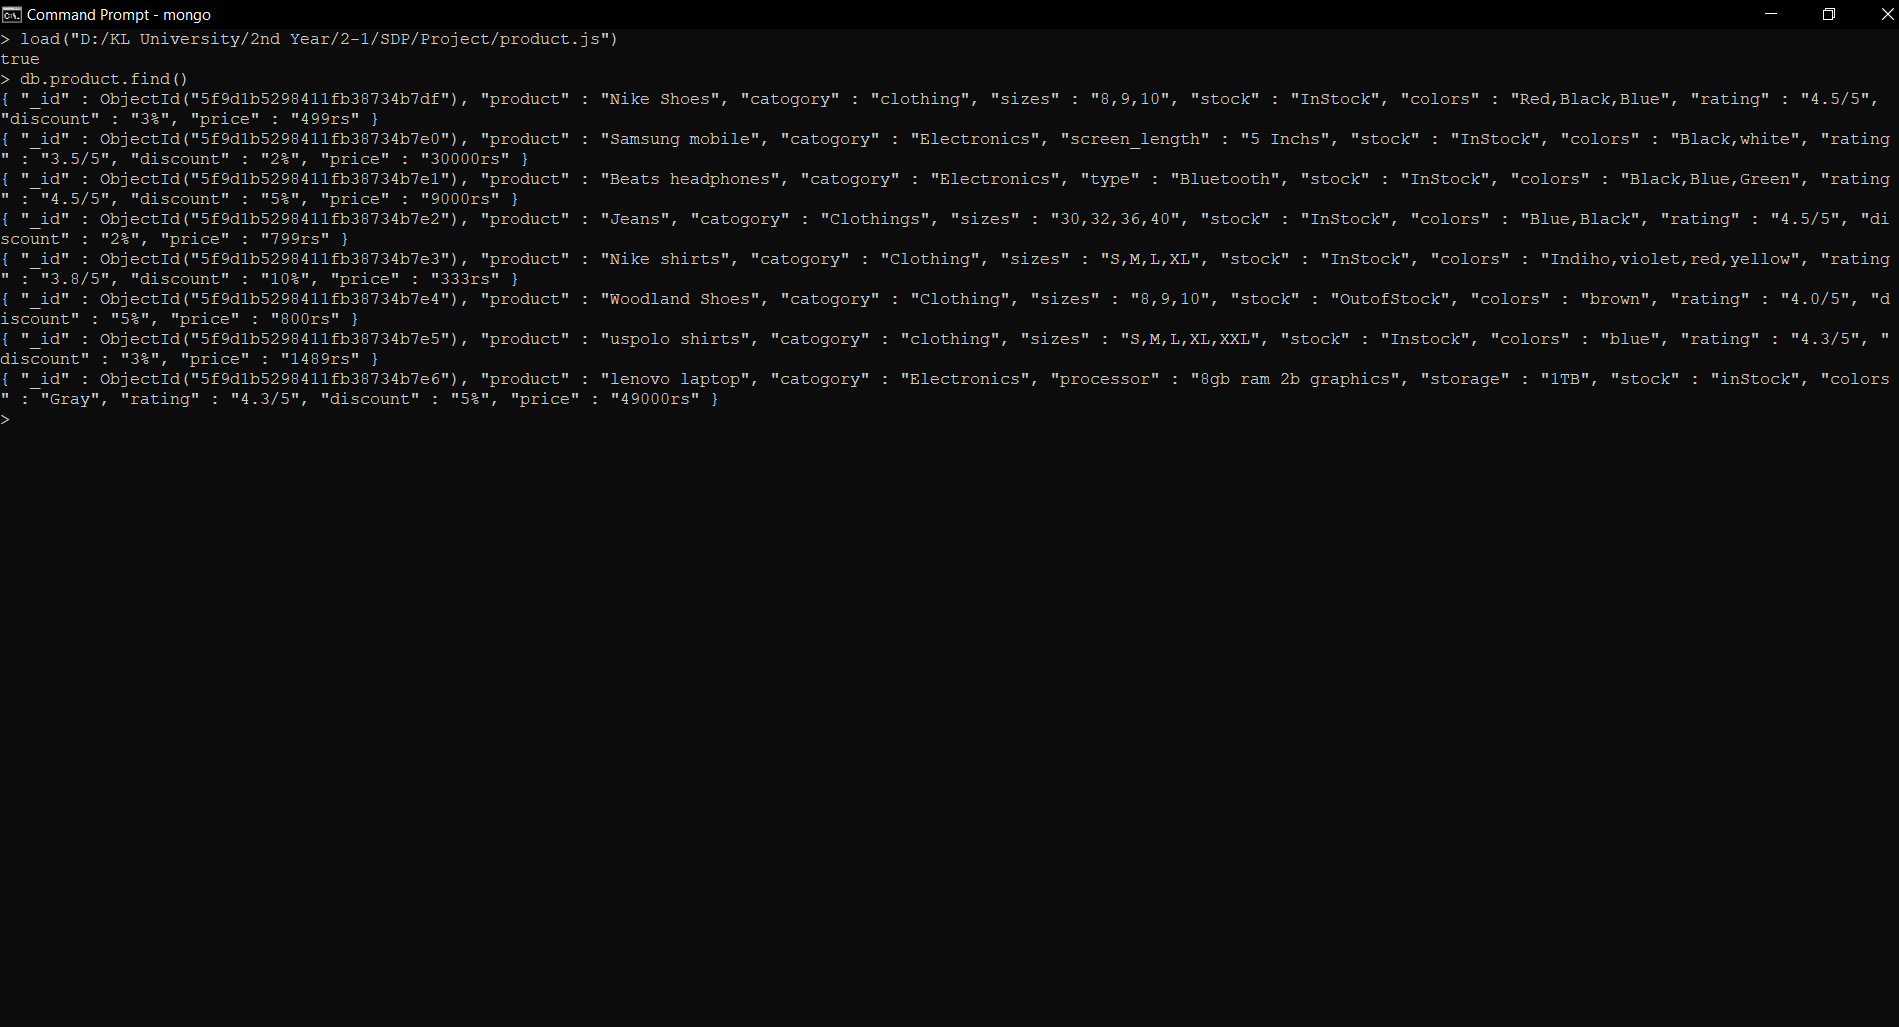 Command Prompt - mongo
> load("D:/KL University/2nd Year/2-1/SDP/Project/product.js")
true
> db.product.find()
{ "_id" : ObjectId("5f9d1b5298411fb38734b7df"), "product" : "Nike Shoes", "catogory" : "clothing", "sizes" : "8,9,10", "stock" : "InStock", "colors" : "Red,Black,Blue", "rating" : "4.5/5",
"discount" : "3%", "price" : "499rs" }
{ "_id" : ObjectId("5f9d1b5298411fb38734b7e0"), "product" : "Samsung mobile", "catogory" : "Electronics", "screen_length" : "5 Inchs", "stock" : "InStock", "colors" : "Black,white", "rating
" : "3.5/5", "discount" : "2%", "price" : "30000rs" }
{ "_id" : ObjectId("5f9d1b5298411fb38734b7e1"), "product" : "Beats headphones", "catogory" : "Electronics", "type" : "Bluetooth", "stock" : "InStock", "colors" : "Black,Blue,Green", "rating
" : "4.5/5", "discount" : "5%", "price" : "9000rs" }
{ "_id" : ObjectId("5f9d1b5298411fb38734b7e2"), "product" : "Jeans", "catogory" : "Clothings", "sizes" : "30,32,36,40", "stock" : "InStock", "colors" : "Blue,Black", "rating" : "4.5/5", "di
scount" : "2%", "price" : "799rs" }
{ "_id" : ObjectId("5f9d1b5298411fb38734b7e3"), "product" : "Nike shirts", "catogory" : "Clothing", "sizes" : "S,M,L,XL", "stock" : "InStock", "colors" : "Indiho,violet,red,yellow", "rating
" : "3.8/5", "discount" : "10%", "price" : "333rs" }
{ "_id" : ObjectId("5f9d1b5298411fb38734b7e4"), "product" : "Woodland Shoes", "catogory" : "Clothing", "sizes" : "8,9,10", "stock" : "OutofStock", "colors" : "brown", "rating" : "4.0/5", "d
iscount" : "5%", "price" : "800rs" }
{ "_id" : ObjectId("5f9d1b5298411fb38734b7e5"), "product" : "uspolo shirts", "catogory" : "clothing", "sizes" : "S,M,L,XL,XXL", "stock" : "Instock", "colors" : "blue", "rating" : "4.3/5", "
discount" : "3%", "price" : "1489rs" }
{ "_id" : ObjectId("5f9d1b5298411fb38734b7e6"), "product" : "lenovo laptop", "catogory" : "Electronics", "processor" : "8gb ram 2b graphics", "storage" : "1TB", "stock" : "inStock", "colors
" : "Gray", "rating" : "4.3/5", "discount" : "5%", "price" : "49000rs" }
>